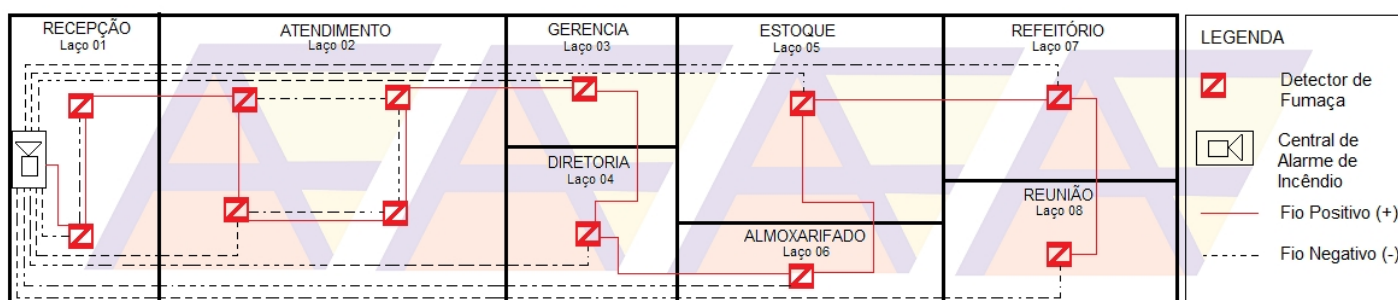 RECEPÇÃO
Laço 01
ATENDIMENTO
Laço 02
GERENCIA
Laço 03
ESTOQUE
Laço 05
REFEITÓRIO
Laço 07
DIRETORIA
Laço 04
ALMOXARIFADO
Laço 06
REUNIÃO
Laço 08
LEGENDA
Detector de
Fumaça
Central de
Alarme de
Incêndio
Fio Positivo (+)
Fio Negativo (-)